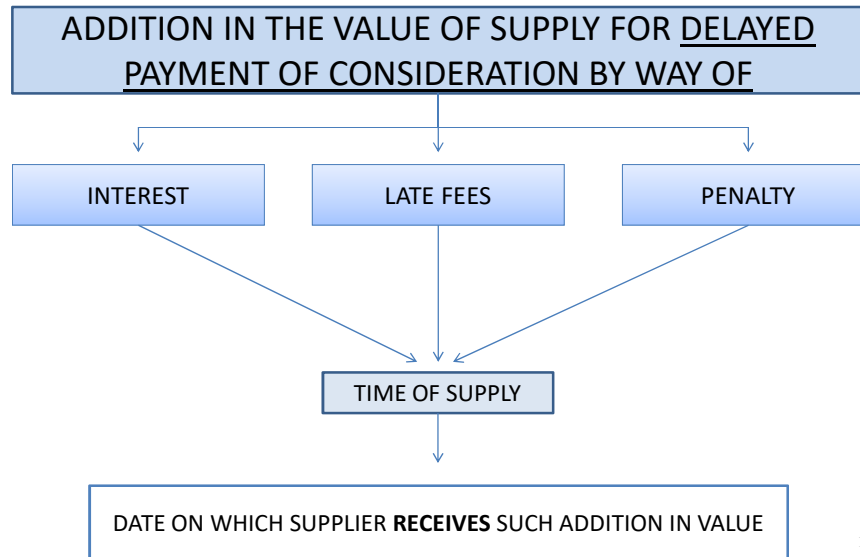 ADDITION IN THE VALUE OF SUPPLY FOR DELAYED
PAYMENT OF CONSIDERATION BY WAY OF
INTEREST
LATE FEES
PENALTY
TIME OF SUPPLY
DATE ON WHICH SUPPLIER RECEIVES SUCH ADDITION IN VALUE